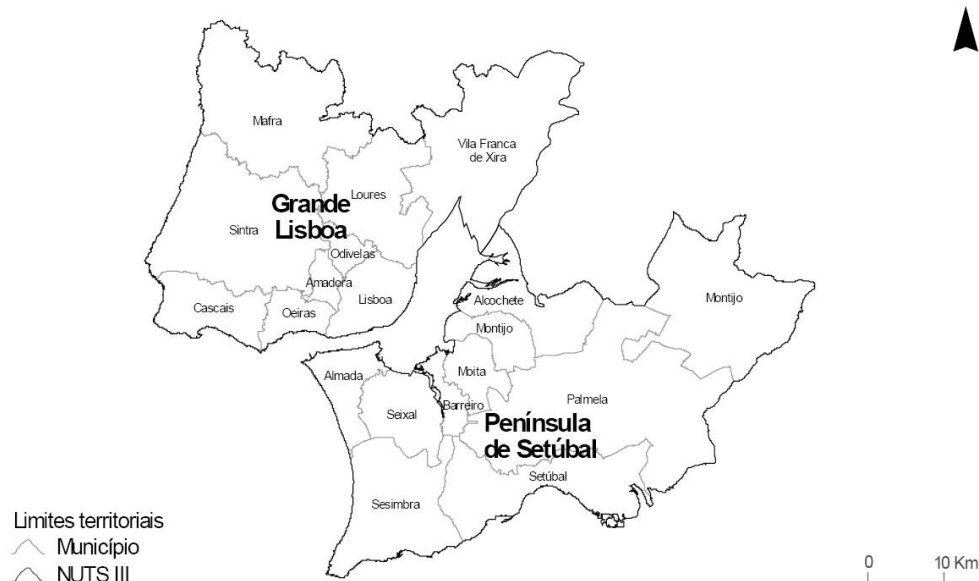 Mafra
Vila Franca
de Xira
Loures
Grande
Lisboa
Sintra
Odivelas
Amadora
Cascais
Oeiras
Lisboa
Alcochete
Montijo
Montijo
Almada
Moita
Seixal
Barreiro
Palmela
Península
de Setúbal
Setúbal
Sesimbra
Limites territoriais
Município
NUTS III
0 10 Km